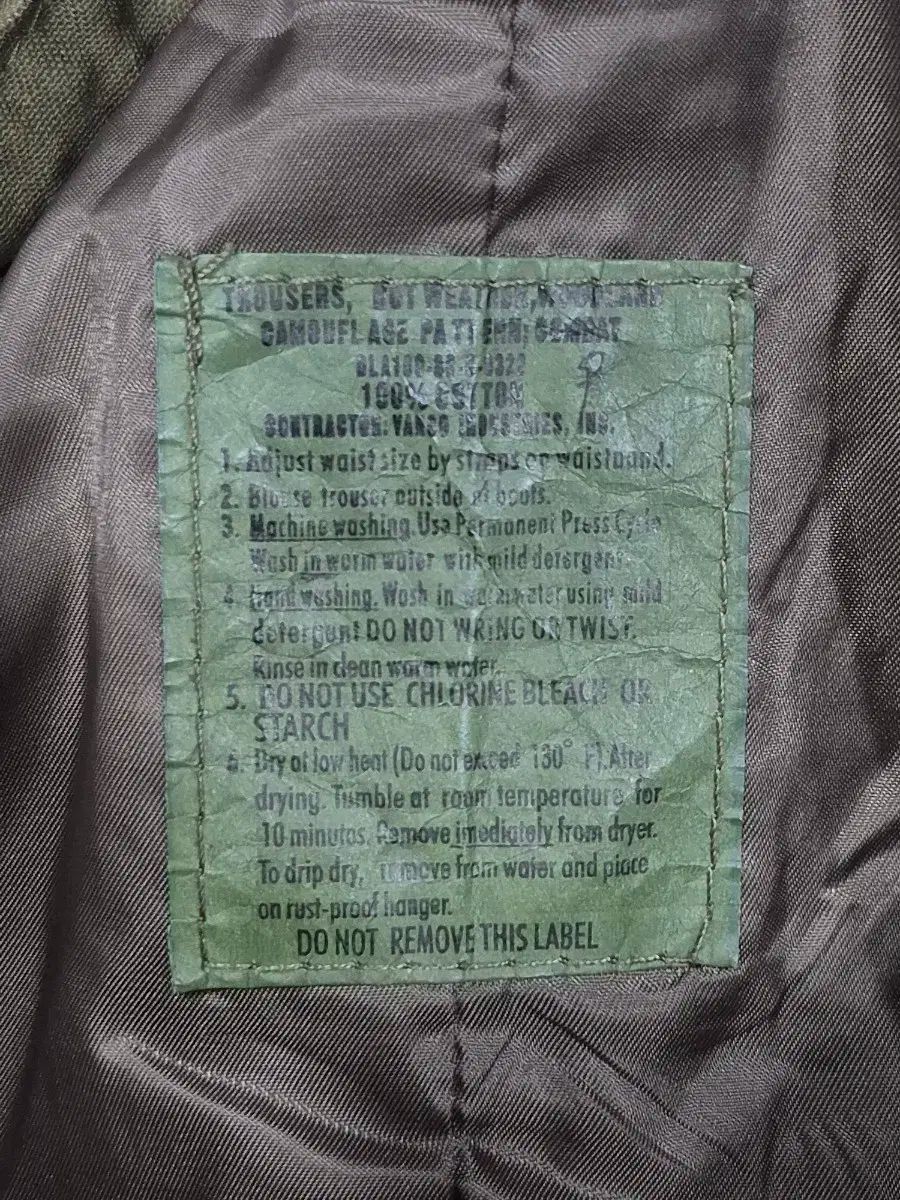 TROUSERS, HOT WEATHER, WOODLAND
CAMOUFLAGE PATTERN: COMBAT
100% COTTON
CONTRACTOR: INDUSTRIES, INC.
1. Adjust waist size by straps on waistband.
2. Blouse trouser outside of boots.
3. Machine washing. Use Permanent Press Cycle
Wash in worm water with mild detergent.
4. Hand washing. Wash in warm water using mild
detergent DO NOT WRING OR TWIST.
Rinse in clean warm water.
5. DO NOT USE CHLORINE BLEACH OR
STARCH
6. Dry at low heat (Do not exceed 130° F). After
drying. Tumble at room temperature for
10 minutos. Remove imediately from dryer.
To drip dry, remove from water and place
on rust-proof hanger.
DO NOT REMOVE THIS LABEL